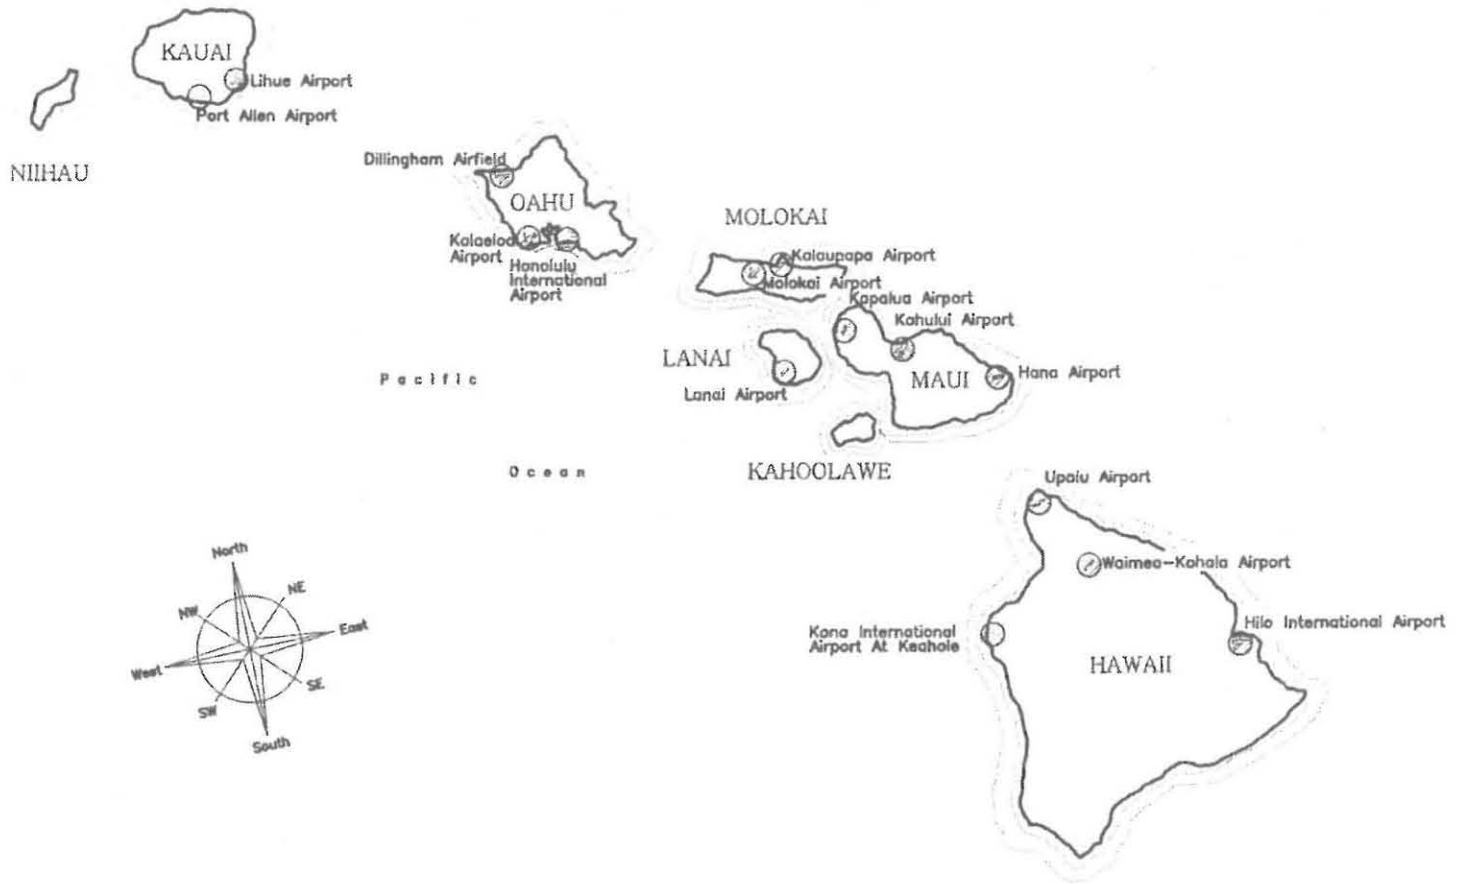 KAUAI
Lihue Airport
Port Allen Airport
NIIHAU
Dillingham Airfield
OAHU
Kalaeloa
Airport
Honolulu
International
Airport
MOLOKAI
Kalaupapa Airport
Molokai Airport
Kapalua Airport
Kahului Airport
LANAI
Lanai Airport
MAUI
Hana Airport
Pacific
Ocean
KAHOOLAWE
Upolu Airport
Waimea-Kohala Airport
Kona International
Airport At Keahole
Hilo International Airport
HAWAII
North
NE
East
SE
South
SW
West
NW